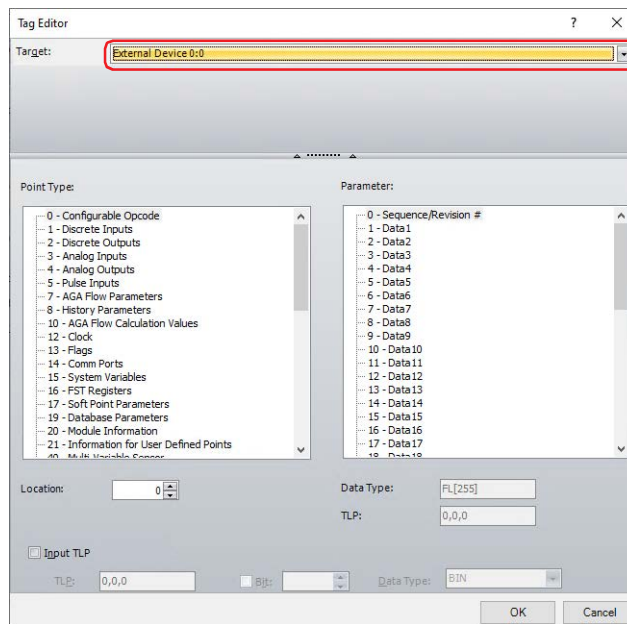 Tag Editor
?
Target:
External Device 0:0
Point Type:
0 - Configurable Opcode
1 - Discrete Inputs
2 - Discrete Outputs
3 - Analog Inputs
4 - Analog Outputs
5 - Pulse Inputs
7 - AGA Flow Parameters
8 - History Parameters
10 - AGA Flow Calculation Values
12 - Clock
13 - Flags
14 - Comm Ports
15 - System Variables
16 - FST Registers
17 - Soft Point Parameters
19 - Database Parameters
20 - Module Information
21 - Information for User Defined Points
40 - Multi Variable Sensor
Parameter:
0 - Sequence/Revision #
1 - Data1
2 - Data2
3 - Data3
4 - Data4
5 - Data5
6 - Data6
7 - Data7
8 - Data8
9 - Data9
10 - Data10
11 - Data11
12 - Data12
13 - Data13
14 - Data14
15 - Data15
16 - Data16
17 - Data17
18 - Data18
Location:
0
Data Type:
FL[255]
TLP:
0,0,0
Input TLP
TLP:
0,0,0
Bit:
Data Type:
BIN
OK
Cancel